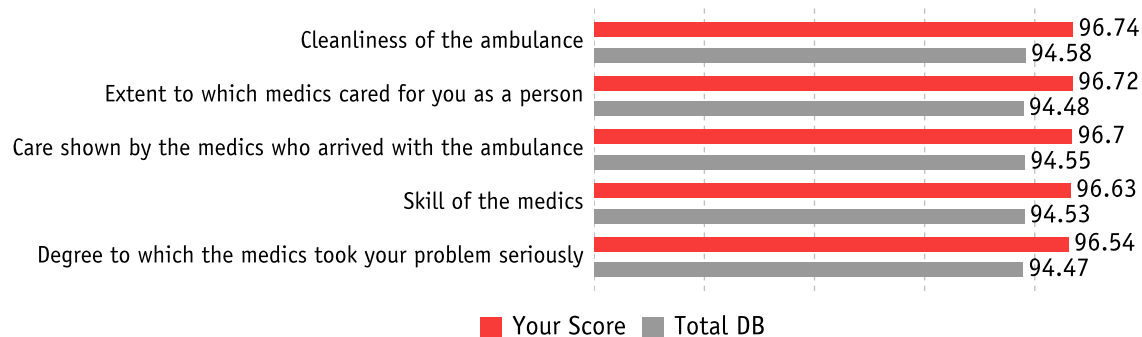 Cleanliness of the ambulance
96.74
94.58
Extent to which medics cared for you as a person
96.72
94.48
Care shown by the medics who arrived with the ambulance
96.7
94.55
Skill of the medics
96.63
94.53
Degree to which the medics took your problem seriously
96.54
94.47
Your Score Total DB